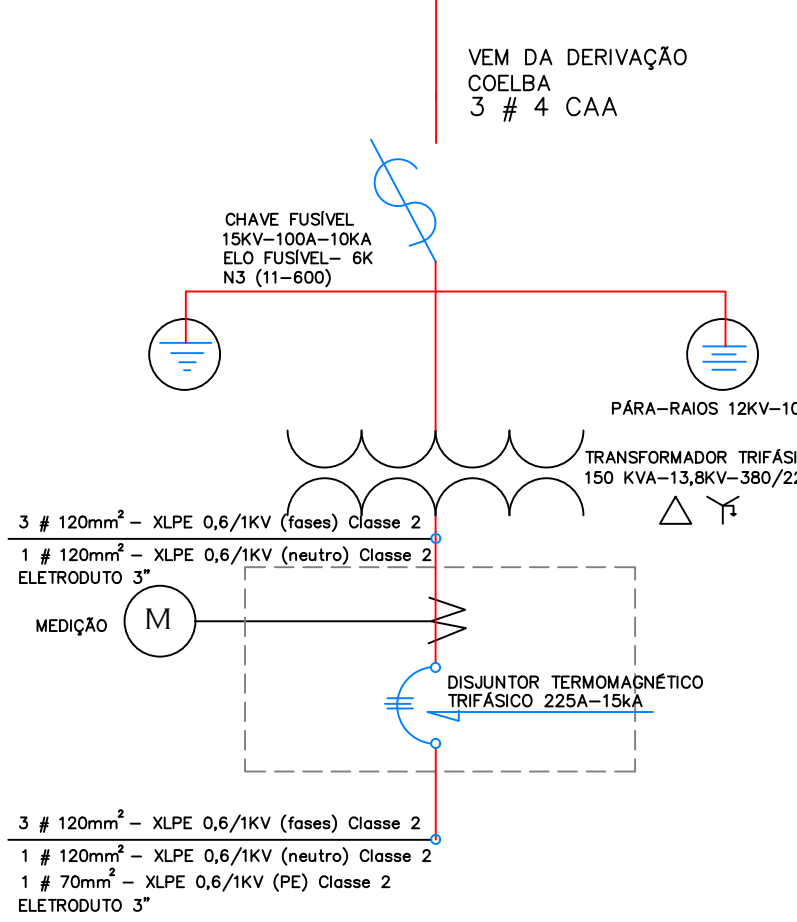 VEM DA DERIVAÇÃO
COELBA
3 # 4 CAA
CHAVE FUSÍVEL
15KV-100A-10KA
ELO FUSÍVEL- 6K
N3 (11-600)
PÁRA-RAIOS 12KV-10
TRANSFORMADOR TRIFÁSI
150 KVA-13,8KV-380/22
3 # 120mm² - XLPE 0,6/1KV (fases) Classe 2
1 # 120mm² - XLPE 0,6/1KV (neutro) Classe 2
ELETRODUTO 3"
MEDIÇÃO
M
DISJUNTOR TERMOMAGNÉTICO
TRIFÁSICO 225A-15kA
3 # 120mm² - XLPE 0,6/1KV (fases) Classe 2
1 # 120mm² - XLPE 0,6/1KV (neutro) Classe 2
1 # 70mm² - XLPE 0,6/1KV (PE) Classe 2
ELETRODUTO 3"